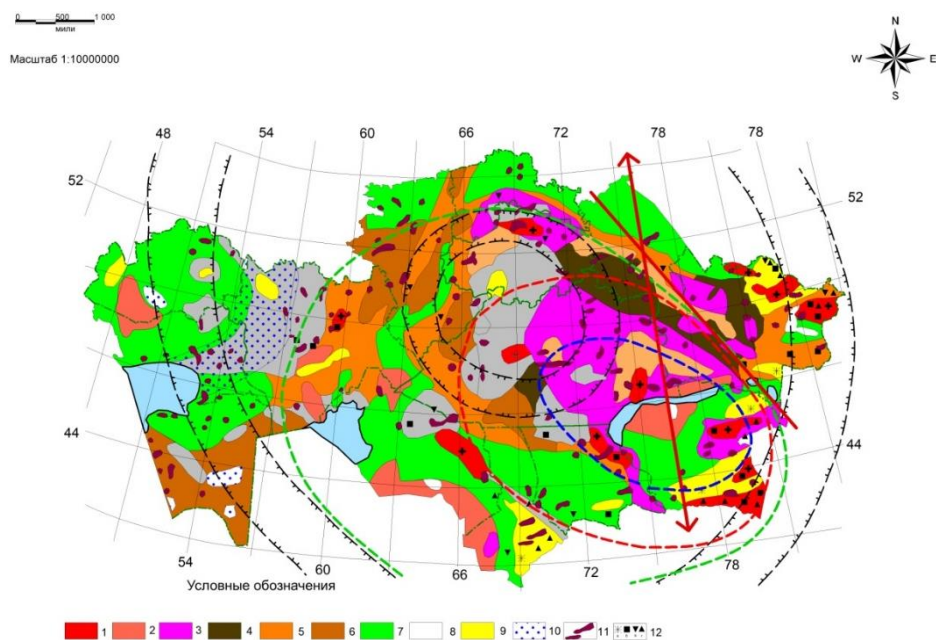 0 500 1 000
мили
Масштаб 1:10000000
N
W E
S
48 54 60 66 72 78 78
52 52
44 44
54 60 66 72 78
Условные обозначения
1 2 3 4 5 6 7 8 9 10 11 12